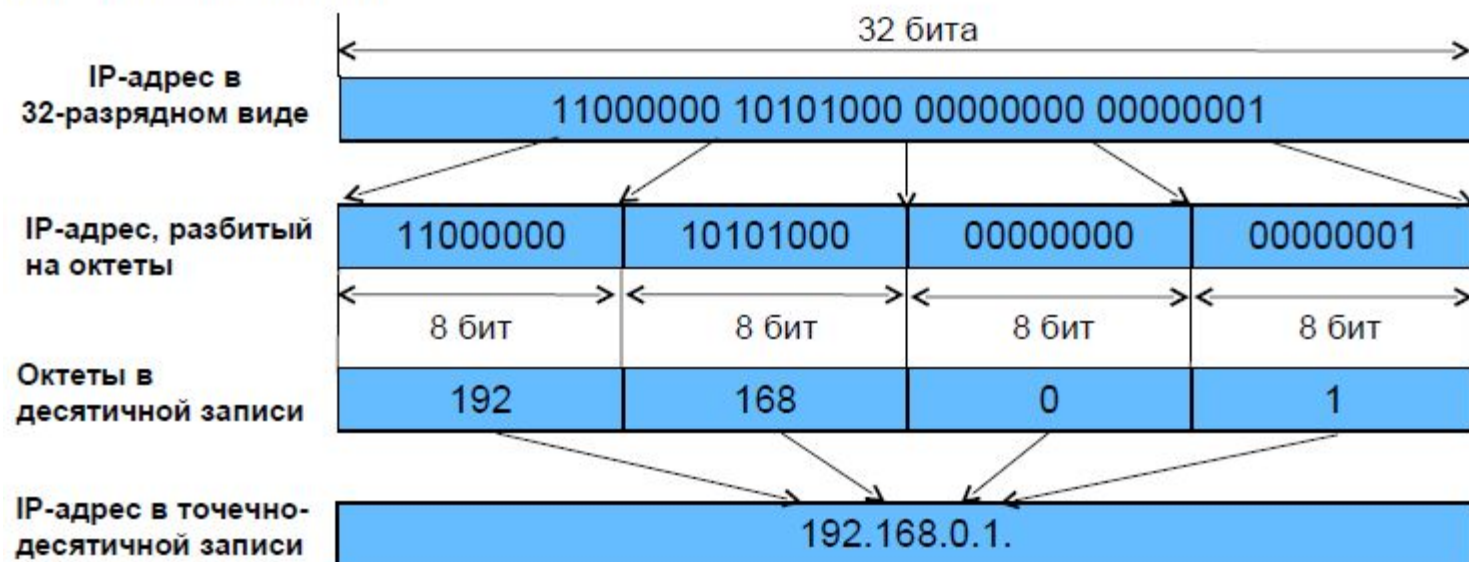 32 бита
IP-адрес в
32-разрядном виде
11000000 10101000 00000000 00000001
IP-адрес, разбитый
на октеты
11000000 10101000 00000000 00000001
8 бит 8 бит 8 бит 8 бит
Октеты в
десятичной записи
192 168 0 1
IP-адрес в точечно-
десятичной записи
192.168.0.1.